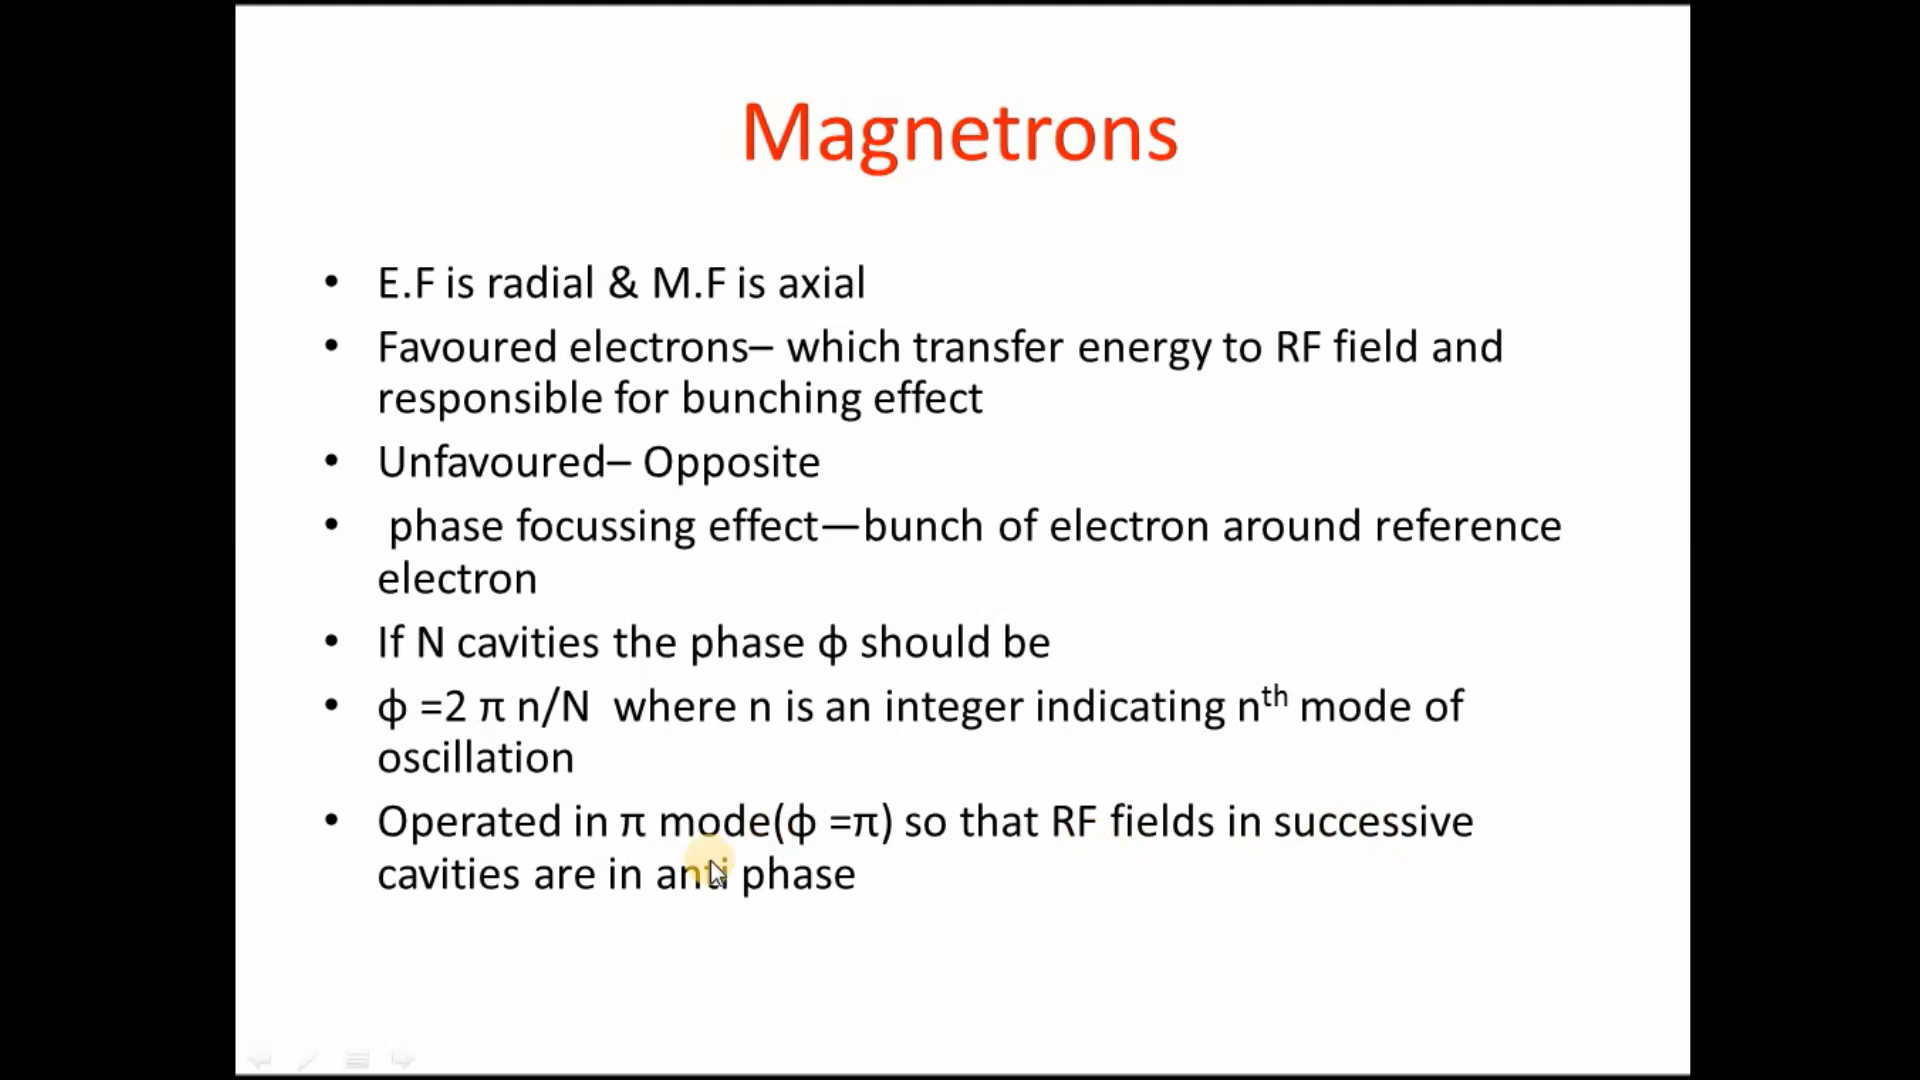 Magnetrons
• E.F is radial & M.F is axial
• Favoured electrons– which transfer energy to RF field and
responsible for bunching effect
• Unfavoured– Opposite
• phase focussing effect—bunch of electron around reference
electron
• If N cavities the phase ϕ should be
• ϕ =2 π n/N where n is an integer indicating nth mode of
oscillation
• Operated in π mode(ϕ =π) so that RF fields in successive
cavities are in anti phase